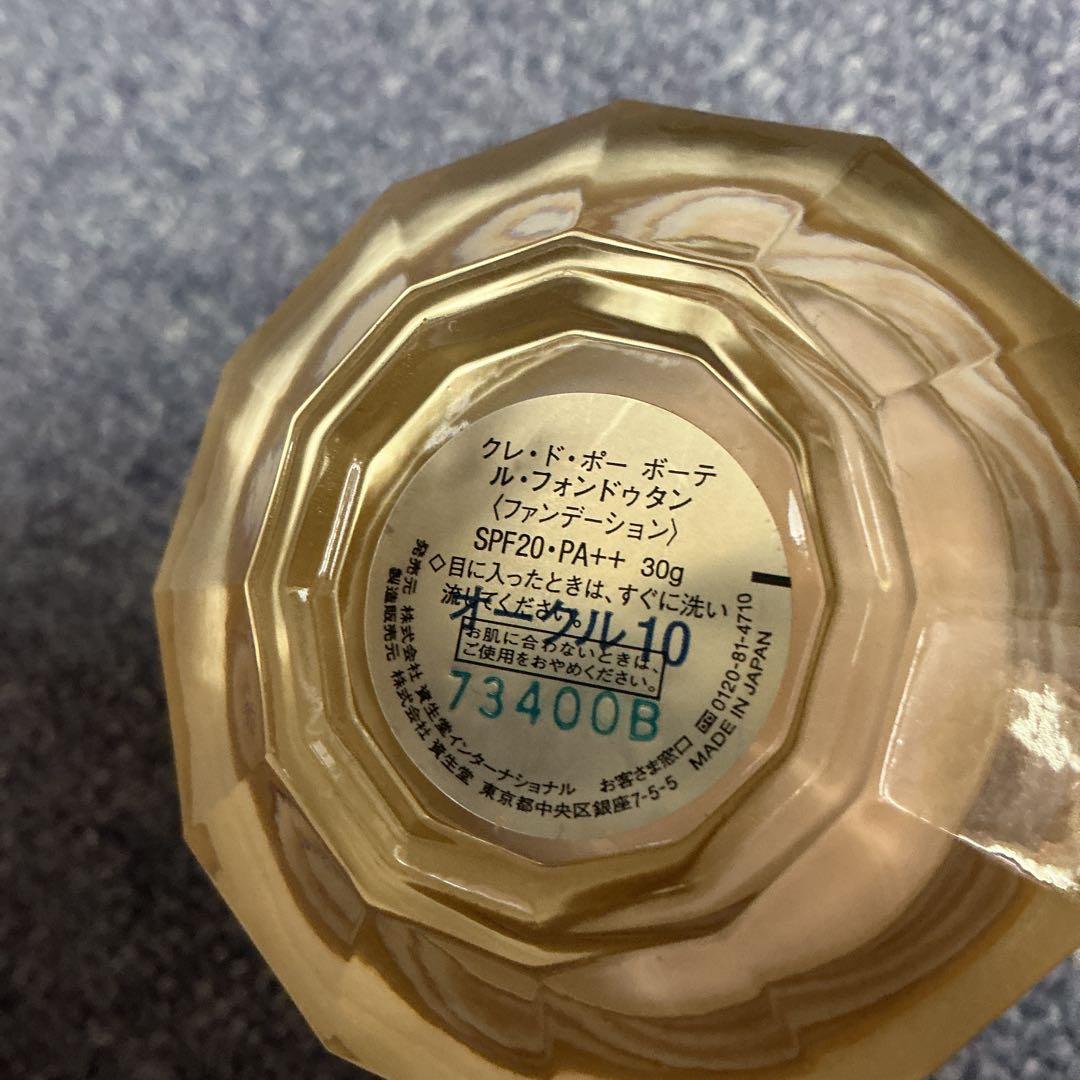 クレ・ド・ポー ボーテ
ル・フォンドゥタン
〈ファンデーション〉
SPF20・PA++ 30g
◇目に入ったときは、すぐに洗い
流してください。
オークル10
お肌に合わないときは、
ご使用をおやめください。
73400B
発売元 株式会社 資生堂インターナショナル お客さま窓口 0120-81-4710
製造販売元 株式会社 資生堂 東京都中央区銀座7-5-5 MADE IN JAPAN